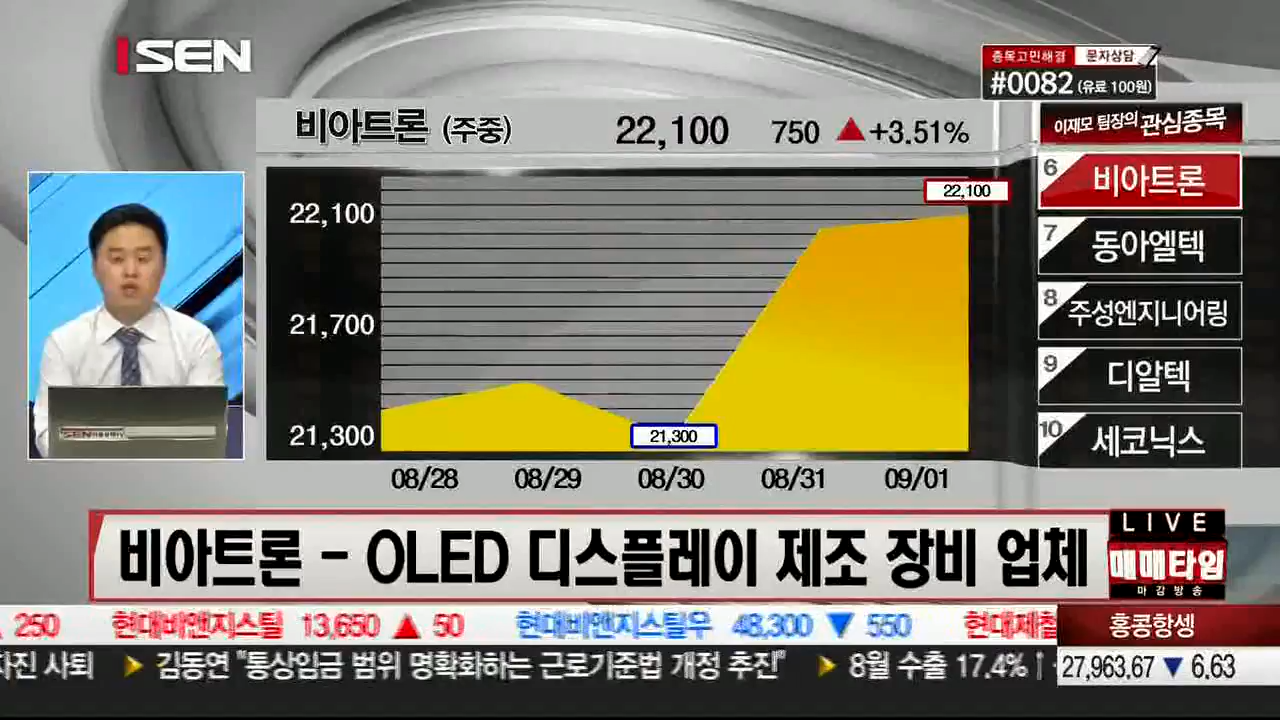 SEN
종목고민해결 문자상담
#0082 (유료 100원)
비아트론 (주중) 22,100 750 ▲+3.51%
이재모 팀장의 관심종목
6 비아트론
7 동아엘텍
8 주성엔지니어링
9 디알텍
10 세코닉스
22,100
22,100
21,700
21,300
21,300
08/28 08/29 08/30 08/31 09/01
SEN
비아트론 - OLED 디스플레이 제조 장비 업체
LIVE
매매타임
마감방송
▲ 250 현대비앤지스틸 13,650 ▲ 50 현대비앤지스틸우 48,300 ▼ 550 현대제철
홍콩항셍
자진 사퇴 ▶ 김동연 "통상임금 범위 명확화하는 근로기준법 개정 추진" ▶ 8월 수출 17.4% ↑
27,963.67 ▼ 6.63